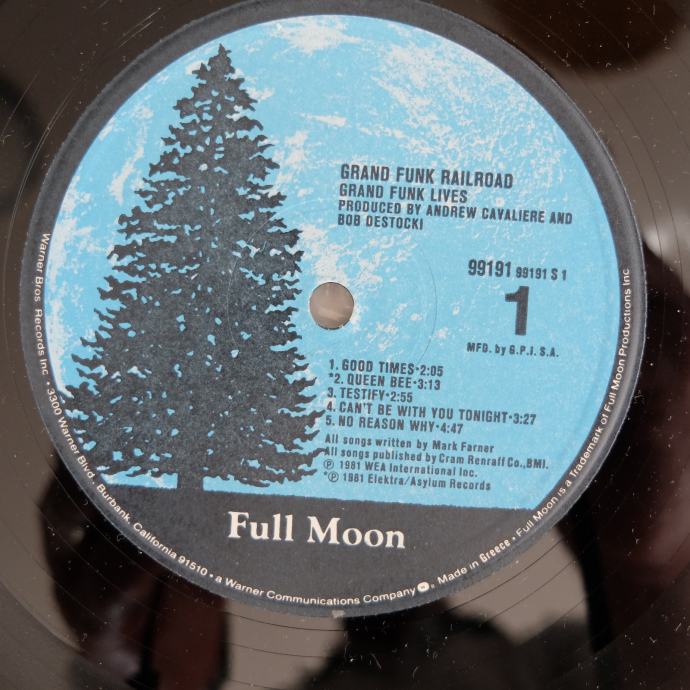 GRAND FUNK RAILROAD
GRAND FUNK LIVES
PRODUCED BY ANDREW CAVALIERE AND
BOB DESTOCKI
99191 99191 S 1
1
MFD. by G.P.I. S.A.
1. GOOD TIMES•2:05
*2. QUEEN BEE•3:13
3. TESTIFY•2:55
4. CAN'T BE WITH YOU TONIGHT•3:27
5. NO REASON WHY•4:47
All songs written by Mark Farner
All songs published by Cram Renraff Co., BMI.
℗ 1981 WEA International Inc.
*℗ 1981 Elektra/Asylum Records
Full Moon
Warner Bros. Records Inc. • 3300 Warner Blvd., Burbank, California 91510 • a Warner Communications Company • Made in Greece • Full Moon is a Trademark of Full Moon Productions Inc